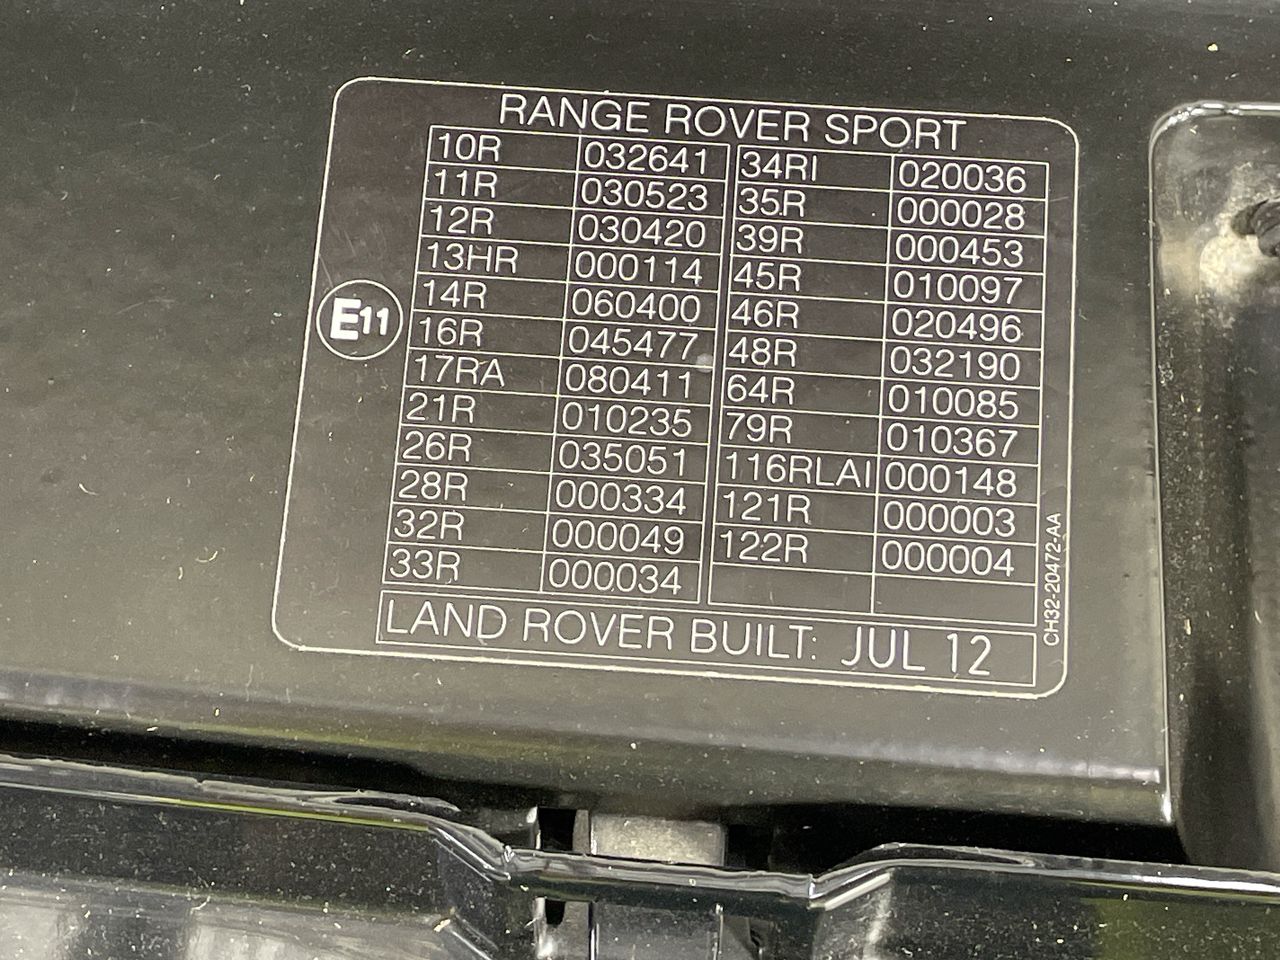 RANGE ROVER SPORT
10R 032641 34RI 020036
11R 030523 35R 000028
12R 030420 39R 000453
13HR 000114 45R 010097
14R 060400 46R 020496
16R 045477 48R 032190
17RA 080411 64R 010085
21R 010235 79R 010367
26R 035051 116RLAI 000148
28R 000334 121R 000003
32R 000049 122R 000004
33R 000034
LAND ROVER BUILT: JUL 12
E11
CH32-20472-AA